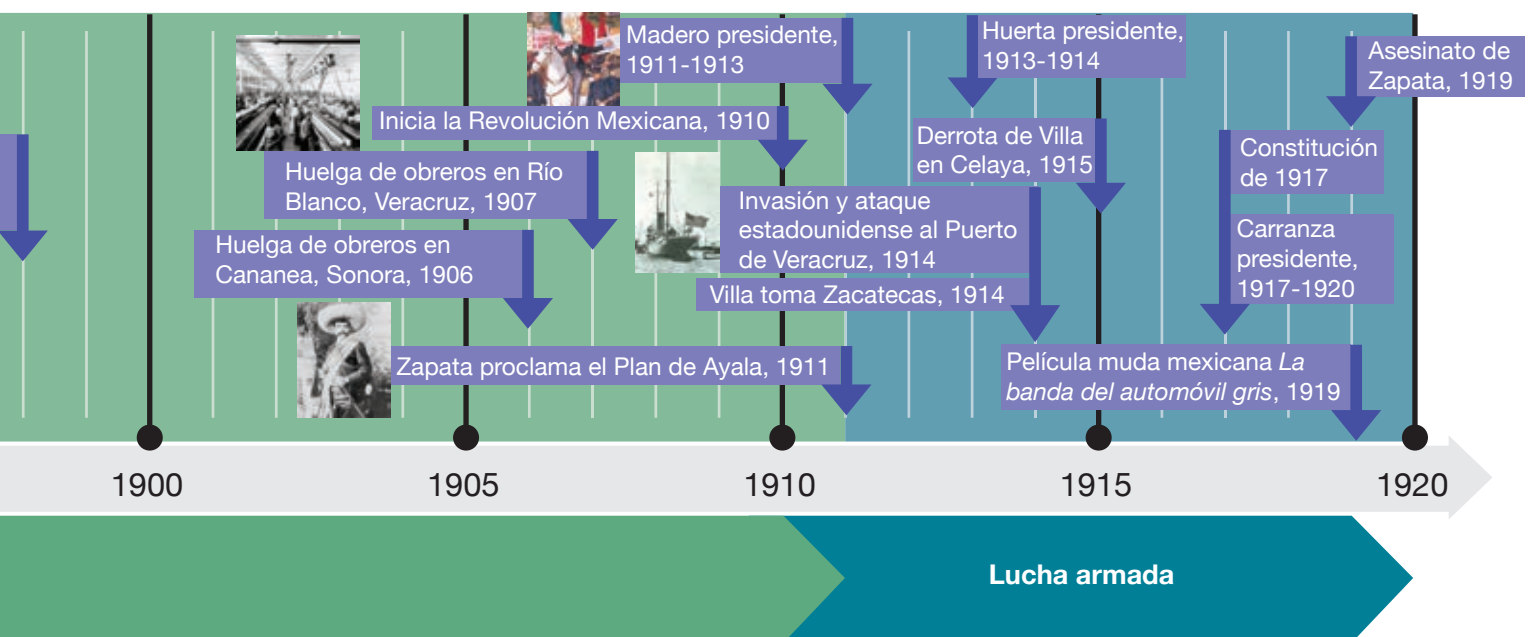 Madero presidente,
1911-1913
Huerta presidente,
1913-1914
Asesinato de
Zapata, 1919
Inicia la Revolución Mexicana, 1910
Derrota de Villa
en Celaya, 1915
Constitución
de 1917
Huelga de obreros en Río
Blanco, Veracruz, 1907
Invasión y ataque
estadounidense al Puerto
de Veracruz, 1914
Carranza
presidente,
1917-1920
Huelga de obreros en
Cananea, Sonora, 1906
Villa toma Zacatecas, 1914
Zapata proclama el Plan de Ayala, 1911
Película muda mexicana La
banda del automóvil gris, 1919
1900
1905
1910
1915
1920
Lucha armada